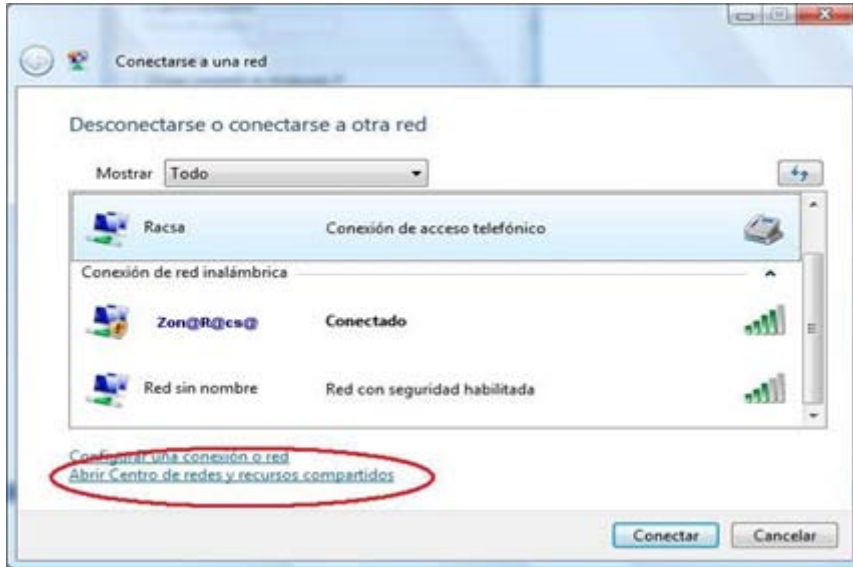 Conectarse a una red
Desconectarse o conectarse a otra red
Mostrar Todo
Racsa Conexión de acceso telefónico
Conexión de red inalámbrica
Zon@R@cs@ Conectado
Red sin nombre Red con seguridad habilitada
Configurar una conexión o red
Abrir Centro de redes y recursos compartidos
Conectar Cancelar